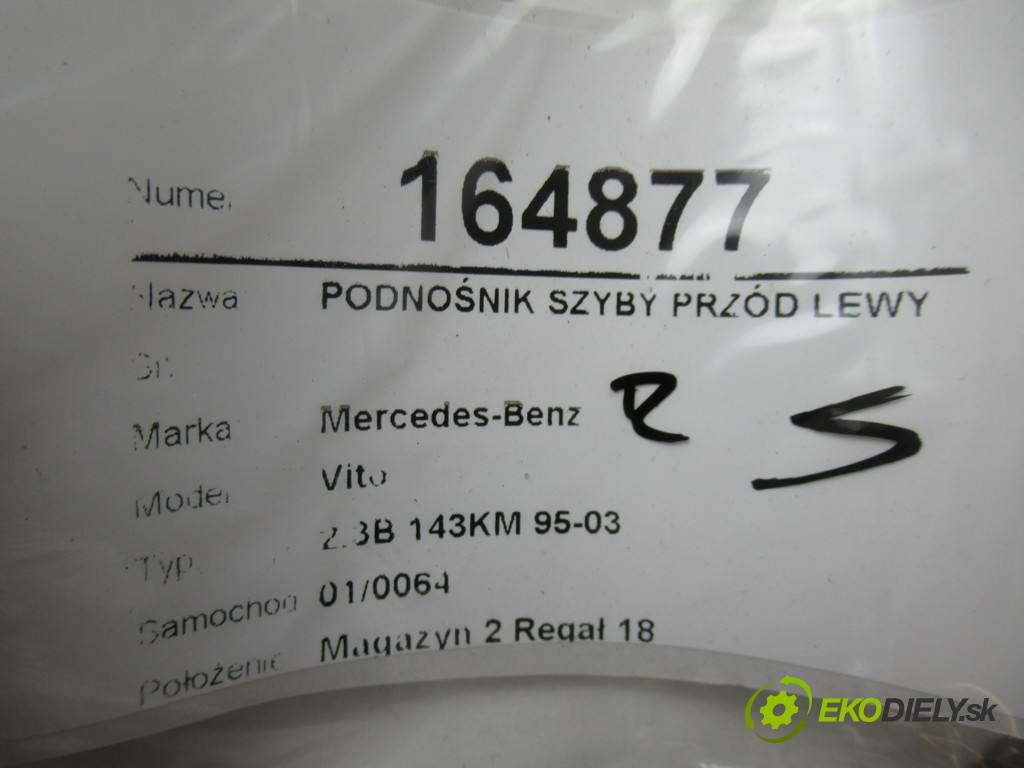 Numer 164877
Nazwa PODNOŚNIK SZYBY PRZÓD LEWY
Gr.
Marka Mercedes-Benz R S
Model Vito
Typ 2.3B 143KM 95-03
Samochod 01/0064
Położenie Magazyn 2 Regał 18
EKODIELY.sk